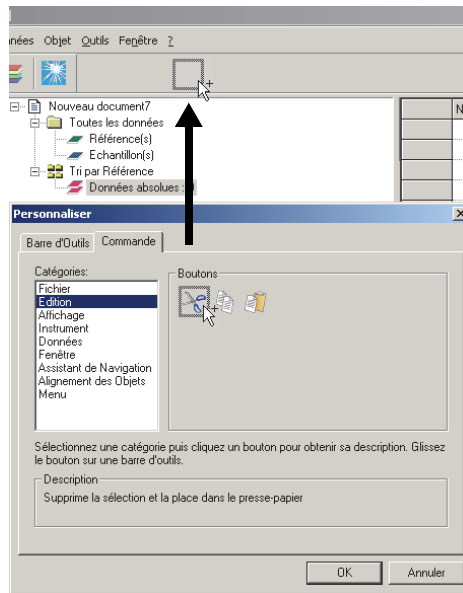 nées Objet Outils Fenêtre ?
Nouveau document7
N
Toutes les données
Référence(s)
Echantillon(s)
Tri par Référence
Données absolues :
Personnaliser
Barre d'Outils Commande
Catégories:
Boutons
Fichier
Edition
Affichage
Instrument
Données
Fenêtre
Assistant de Navigation
Alignement des Objets
Menu
Sélectionnez une catégorie puis cliquez un bouton pour obtenir sa description. Glissez
le bouton sur une barre d'outils.
Description
Supprime la sélection et la place dans le presse-papier
OK Annuler